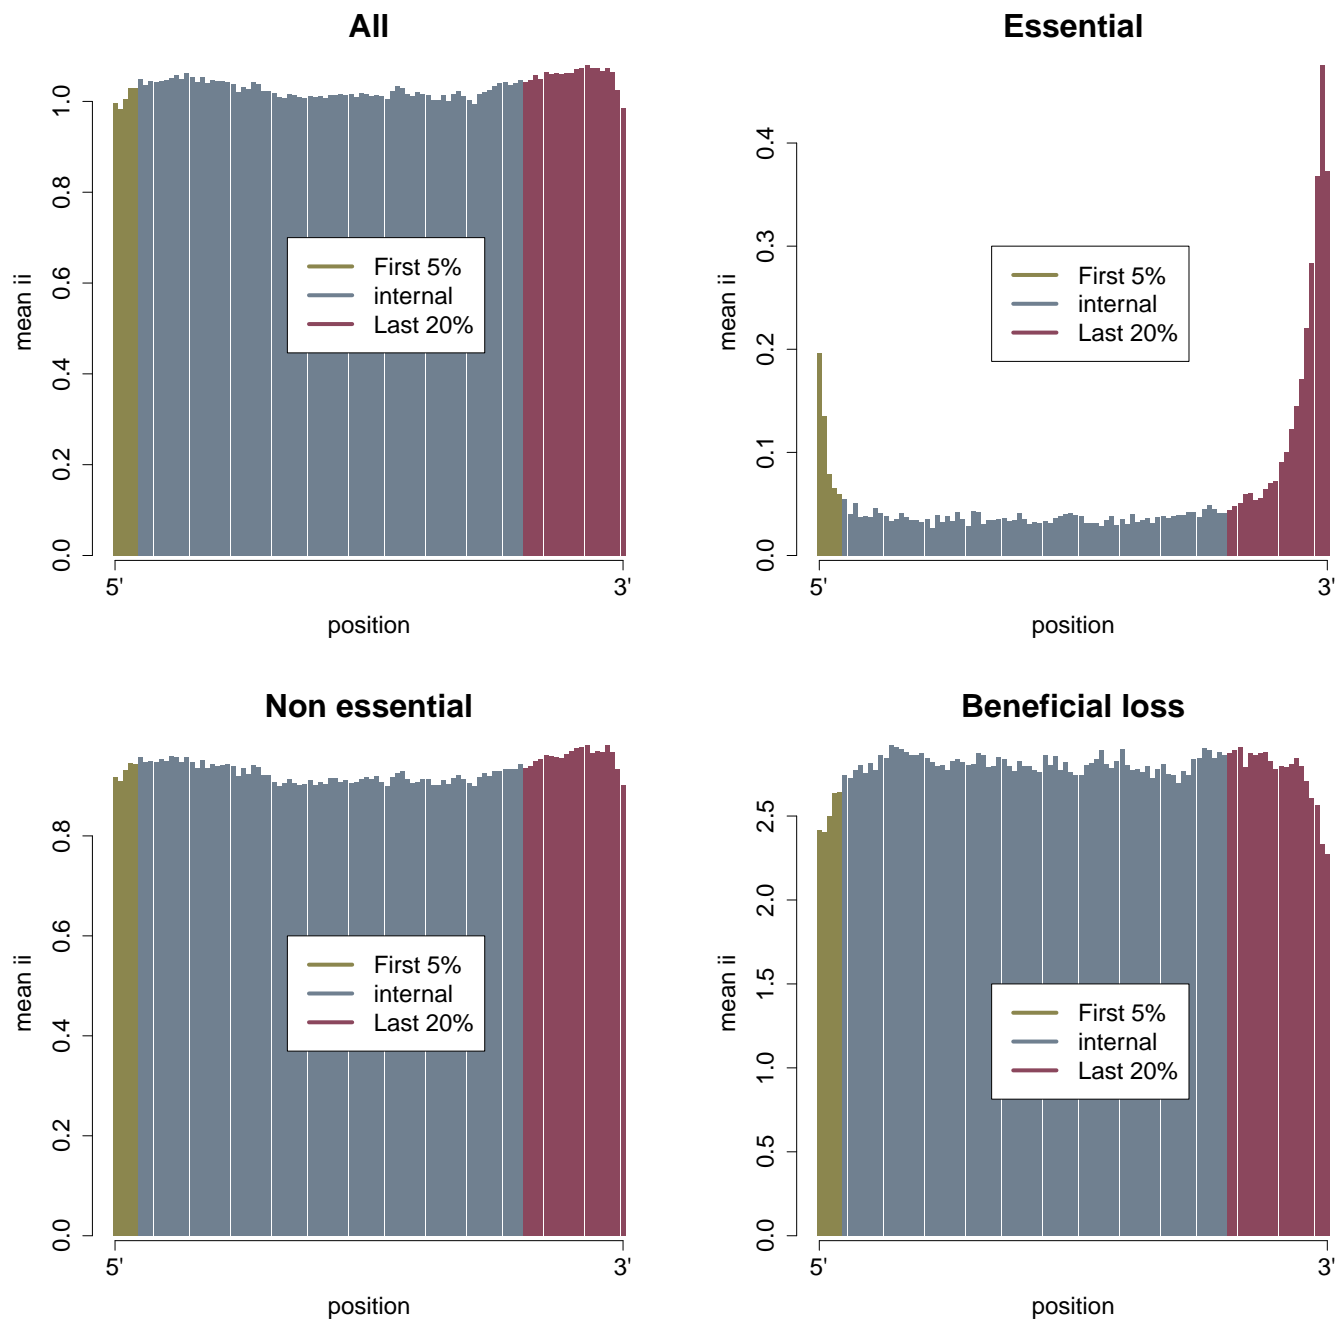 All
mean ii
1.0
0.8
0.6
0.4
0.2
0.0
First 5%
internal
Last 20%
5'
3'
position
Essential
mean ii
0.4
0.3
0.2
0.1
0.0
First 5%
internal
Last 20%
5'
3'
position
Non essential
mean ii
0.8
0.6
0.4
0.2
0.0
First 5%
internal
Last 20%
5'
3'
position
Beneficial loss
mean ii
2.5
2.0
1.5
1.0
0.5
0.0
First 5%
internal
Last 20%
5'
3'
position